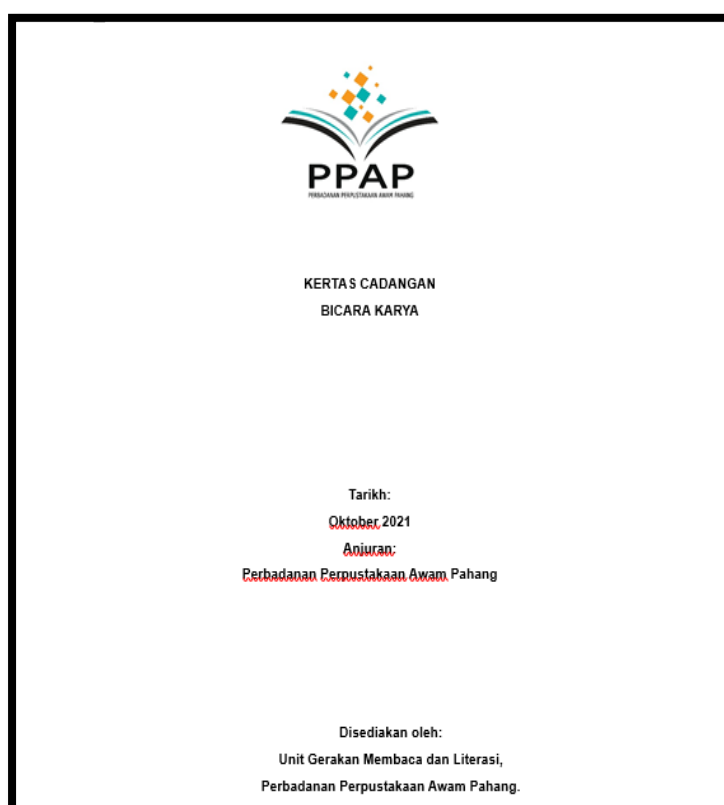 PPAP
PERBADANAN PERPUSTAKAAN AWAM PAHANG
KERTAS CADANGAN
BICARA KARYA
Tarikh:
Oktober 2021
Anjuran:
Perbadanan Perpustakaan Awam Pahang
Disediakan oleh:
Unit Gerakan Membaca dan Literasi,
Perbadanan Perpustakaan Awam Pahang.